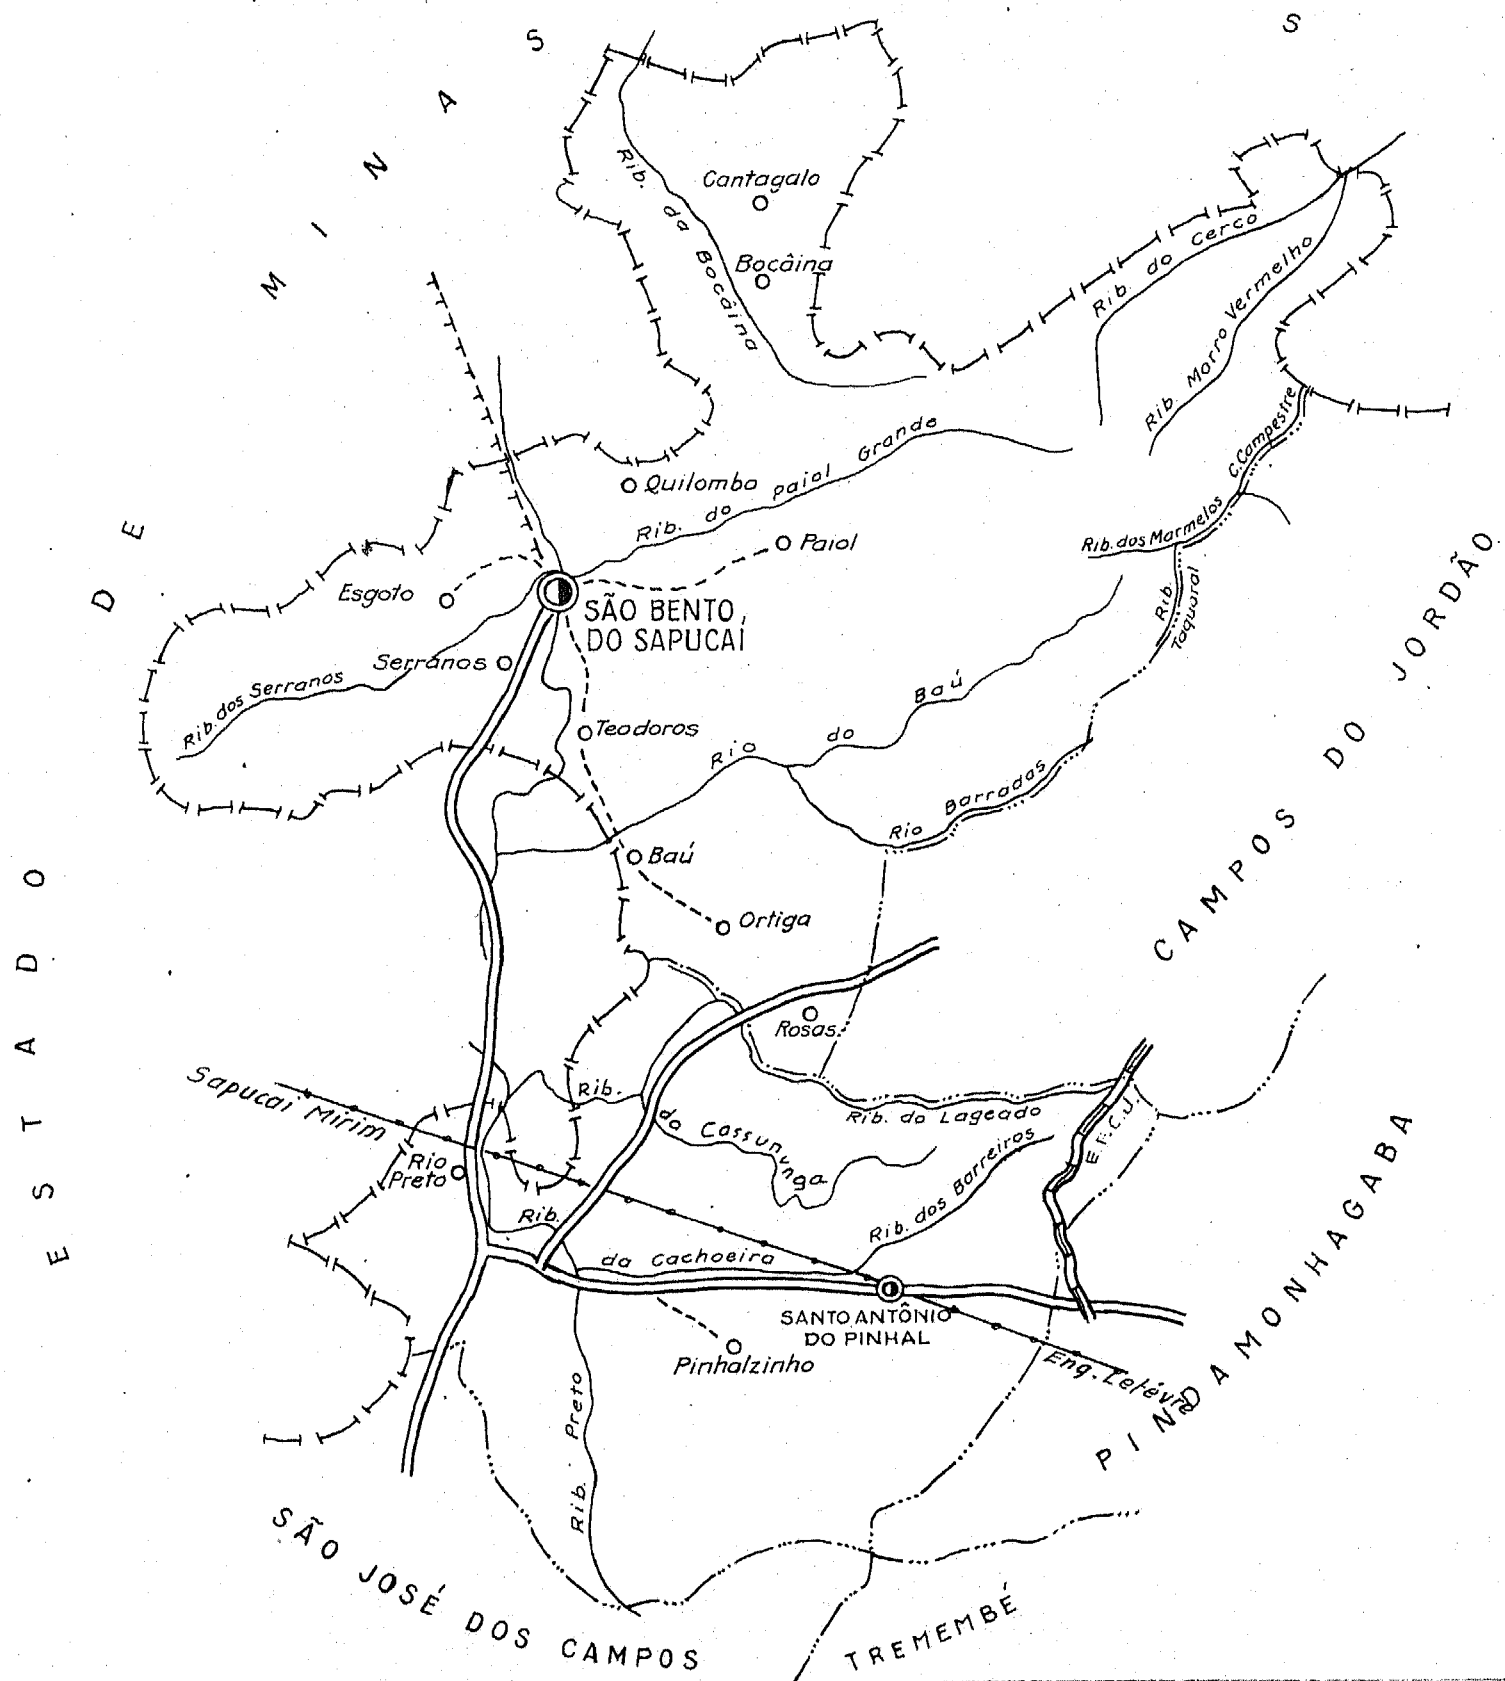 ESTADO DE MINAS
S
Cantagalo
Bocâina
Rib. da Bocâina
Rib. do Cerco
Rib. Morro Vermelho
C. Campestre
Rib. dos Marmelos
Rib. Taquaral
Quilombo
Rib. do Paiol Grande
Paiol
Esgoto
SÃO BENTO
DO SAPUCAÍ
Serranos
Rib. dos Serranos
Teodoros
Rio do Baú
Rio Barradas
Baú
Ortiga
CAMPOS DO JORDÃO
Rosas
Sapucaí Mirim
Rib. da Cassununga
Rib. do Lageado
E.F.C.J.
Rio
Preto
Rib. dos Barreiros
Rib. da Cachoeira
SANTO ANTÔNIO
DO PINHAL
Pinhalzinho
Eng. Lefévre
PINDAMONHAGABA
Rib. Preto
SÃO JOSÉ DOS CAMPOS
TREMEMBÉ